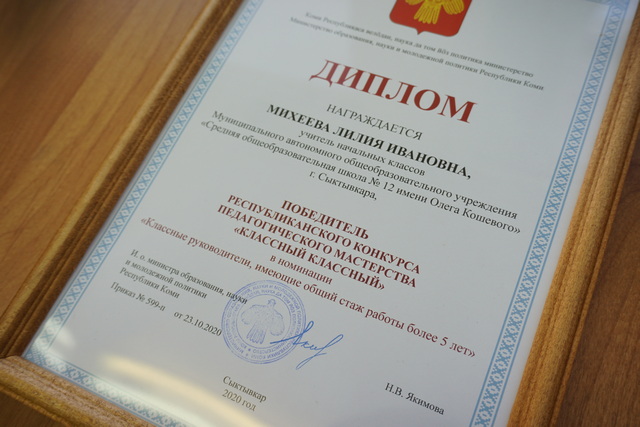 Коми Республикаса велӧдан, наука да том йӧз политика министерство
Министерство образования, науки и молодежной политики Республики Коми
ДИПЛОМ
НАГРАЖДАЕТСЯ
МИХЕЕВА ЛИЛИЯ ИВАНОВНА,
учитель начальных классов
Муниципального автономного общеобразовательного учреждения
«Средняя общеобразовательная школа № 12 имени Олега Кошевого»
г. Сыктывкара,
ПОБЕДИТЕЛЬ
РЕСПУБЛИКАНСКОГО КОНКУРСА
ПЕДАГОГИЧЕСКОГО МАСТЕРСТВА
«КЛАССНЫЙ КЛАССНЫЙ»
в номинации
«Классные руководители, имеющие общий стаж работы более 5 лет»
И. о. министра образования, науки
и молодежной политики
Республики Коми
Приказ № 599-п от 23.10.2020
Н.В. Якимова
Сыктывкар
2020 год